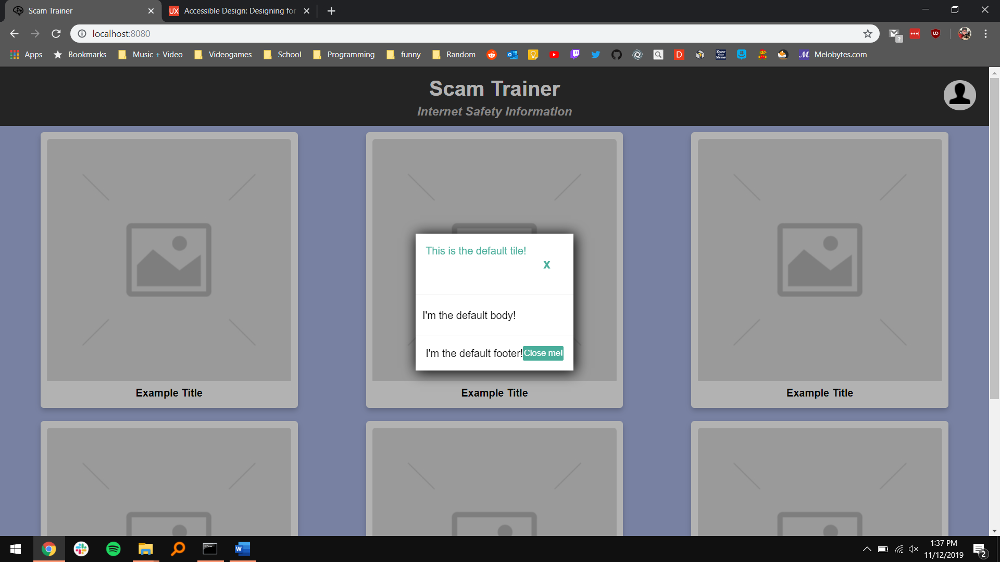 Scam Trainer
UX Accessible Design: Designing for
localhost:8080
Apps Bookmarks Music + Video Videogames School Programming funny Random Melobytes.com
Scam Trainer
Internet Safety Information
This is the default tile!
x
I'm the default body!
I'm the default footer! Close me!
Example Title
Example Title
Example Title
1:37 PM
11/12/2019
2